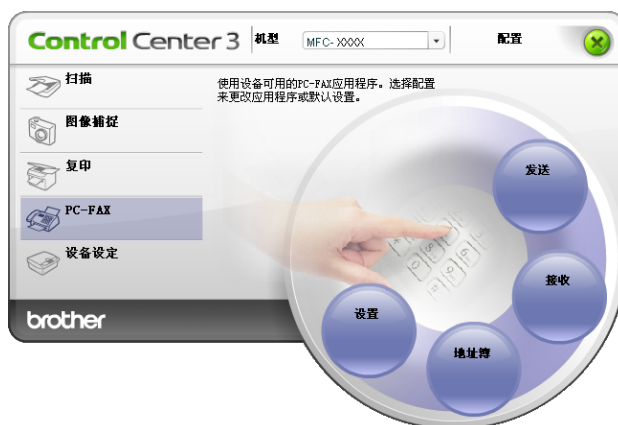 Control Center 3 机型 MFC-XXXX 配置
扫描
图像捕捉
复印
PC-FAX
设备设定
使用设备可用的PC-FAX应用程序。选择配置
来更改应用程序或默认设置。
发送
接收
地址簿
设置
brother